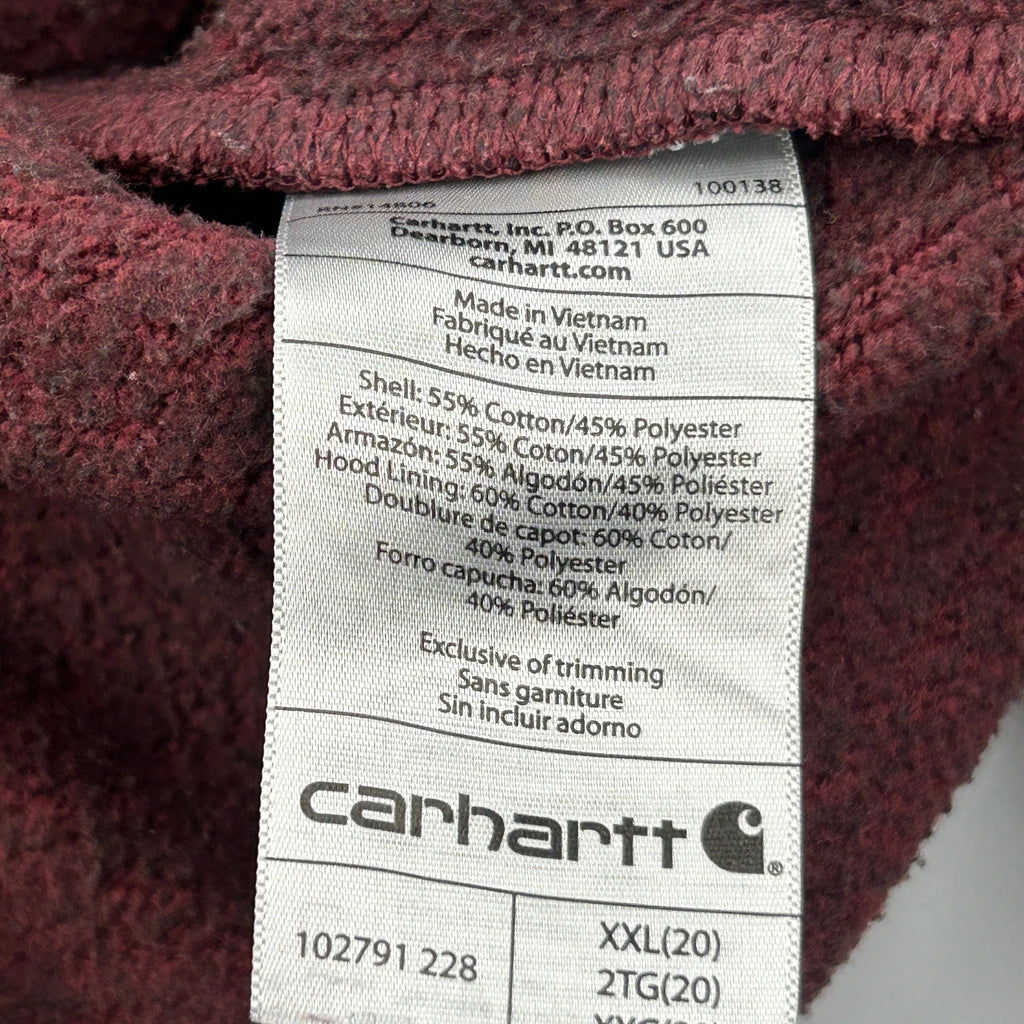 RN#14806
100138
Carhartt, Inc. P.O. Box 600
Dearborn, MI 48121 USA
carhartt.com
Made in Vietnam
Fabriqué au Vietnam
Hecho en Vietnam
Shell: 55% Cotton/45% Polyester
Extérieur: 55% Coton/45% Polyester
Armazón: 55% Algodón/45% Poliéster
Hood Lining: 60% Cotton/40% Polyester
Doublure de capot: 60% Coton/
40% Polyester
Forro capucha: 60% Algodón/
40% Poliéster
Exclusive of trimming
Sans garniture
Sin incluir adorno
carhartt ®
102791 228
XXL(20)
2TG(20)